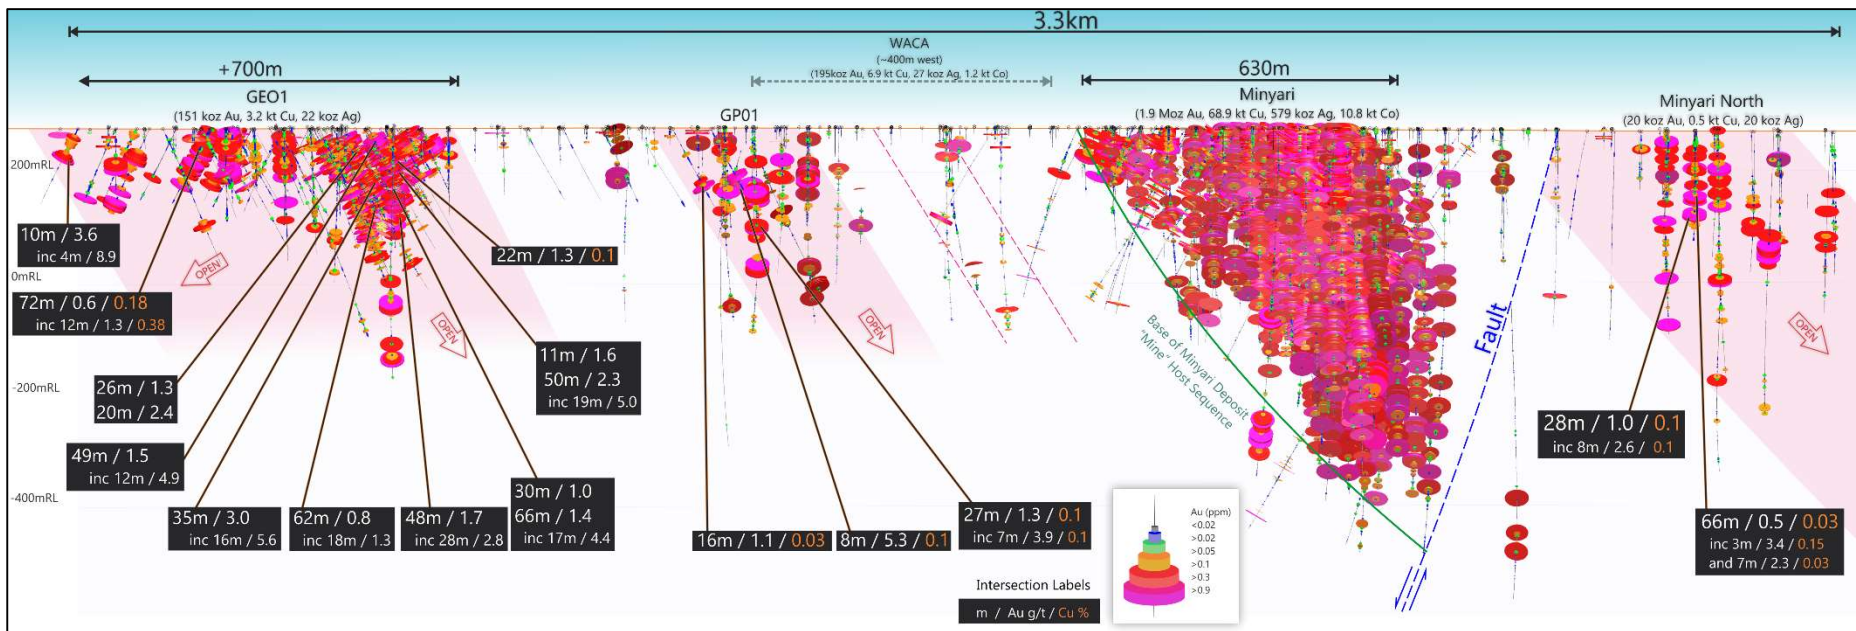 3.3km
WACA
(~400m west)
(195koz Au, 6.9 kt Cu, 27 koz Ag, 1.2 kt Co)
+700m
630m
GEO1
(151 koz Au, 3.2 kt Cu, 22 koz Ag)
GP01
Minyari
(1.9 Moz Au, 68.9 kt Cu, 579 koz Ag, 10.8 kt Co)
Minyari North
(20 koz Au, 0.5 kt Cu, 20 koz Ag)
200mRL
0mRL
-200mRL
-400mRL
10m / 3.6
inc 4m / 8.9
72m / 0.6 / 0.18
inc 12m / 1.3 / 0.38
OPEN
26m / 1.3
20m / 2.4
49m / 1.5
inc 12m / 4.9
35m / 3.0
inc 16m / 5.6
62m / 0.8
inc 18m / 1.3
48m / 1.7
inc 28m / 2.8
30m / 1.0
66m / 1.4
inc 17m / 4.4
11m / 1.6
50m / 2.3
inc 19m / 5.0
22m / 1.3 / 0.1
OPEN
16m / 1.1 / 0.03
8m / 5.3 / 0.1
27m / 1.3 / 0.1
inc 7m / 3.9 / 0.1
OPEN
Base of Minyari Deposit
"Mine" Host Sequence
Fault
28m / 1.0 / 0.1
inc 8m / 2.6 / 0.1
66m / 0.5 / 0.03
inc 3m / 3.4 / 0.15
and 7m / 2.3 / 0.03
OPEN
Intersection Labels
m / Au g/t / Cu %
Au (ppm)
<0.02
>0.02
>0.05
>0.1
>0.3
>0.9